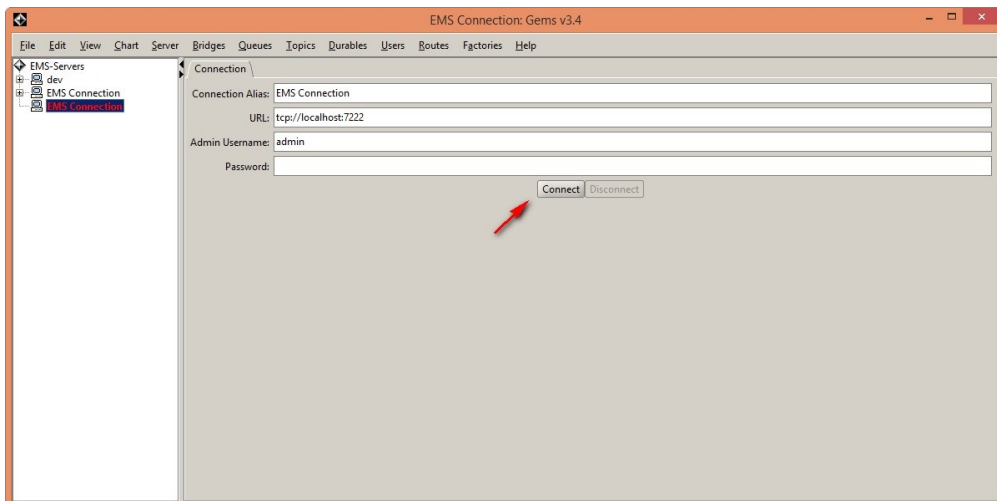 EMS Connection: Gems v3.4
File Edit View Chart Server Bridges Queues Topics Durables Users Routes Factories Help
EMS-Servers
dev
EMS Connection
EMS Connection
Connection
Connection Alias: EMS Connection
URL: tcp://localhost:7222
Admin Username: admin
Password:
Connect Disconnect